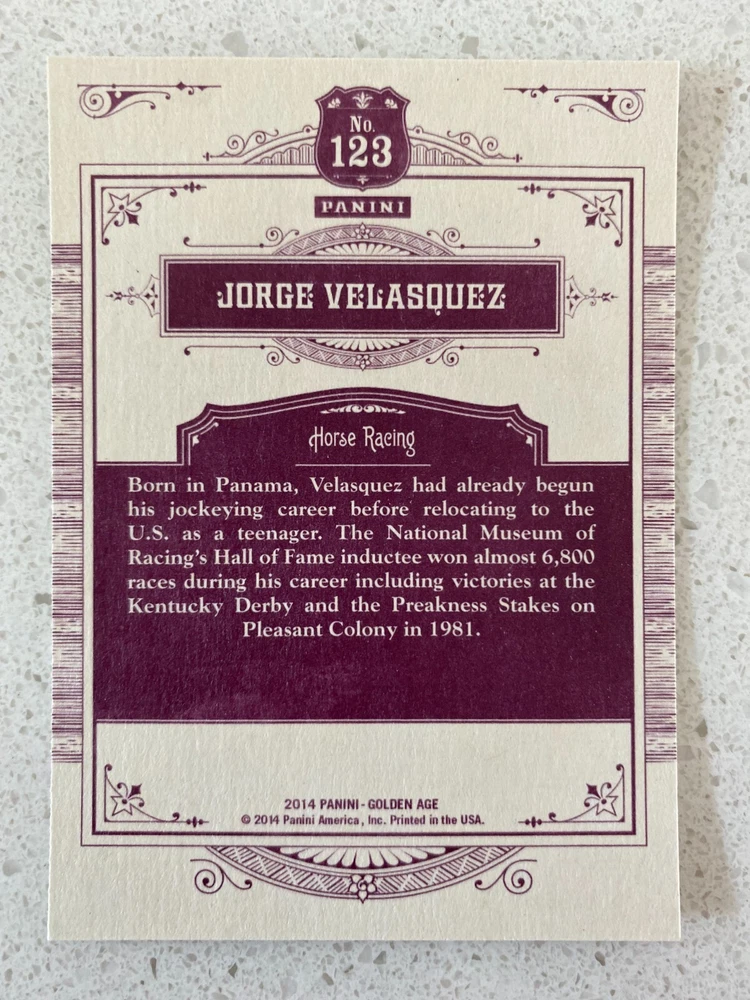 No.
123
PANINI
JORGE VELASQUEZ
Horse Racing
Born in Panama, Velasquez had already begun
his jockeying career before relocating to the
U.S. as a teenager. The National Museum of
Racing's Hall of Fame inductee won almost 6,800
races during his career including victories at the
Kentucky Derby and the Preakness Stakes on
Pleasant Colony in 1981.
2014 PANINI - GOLDEN AGE
© 2014 Panini America, Inc. Printed in the USA.